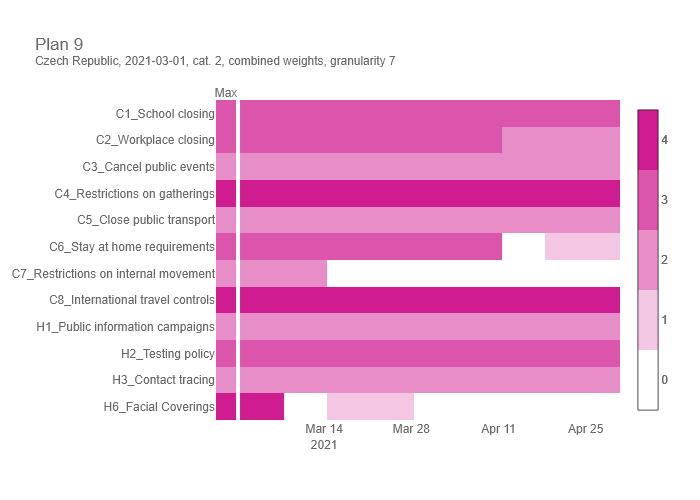 Plan 9
Czech Republic, 2021-03-01, cat. 2, combined weights, granularity 7
Max
C1_School closing
C2_Workplace closing
C3_Cancel public events
C4_Restrictions on gatherings
C5_Close public transport
C6_Stay at home requirements
C7_Restrictions on internal movement
C8_International travel controls
H1_Public information campaigns
H2_Testing policy
H3_Contact tracing
H6_Facial Coverings
Mar 14
2021
Mar 28
Apr 11
Apr 25
4
3
2
1
0